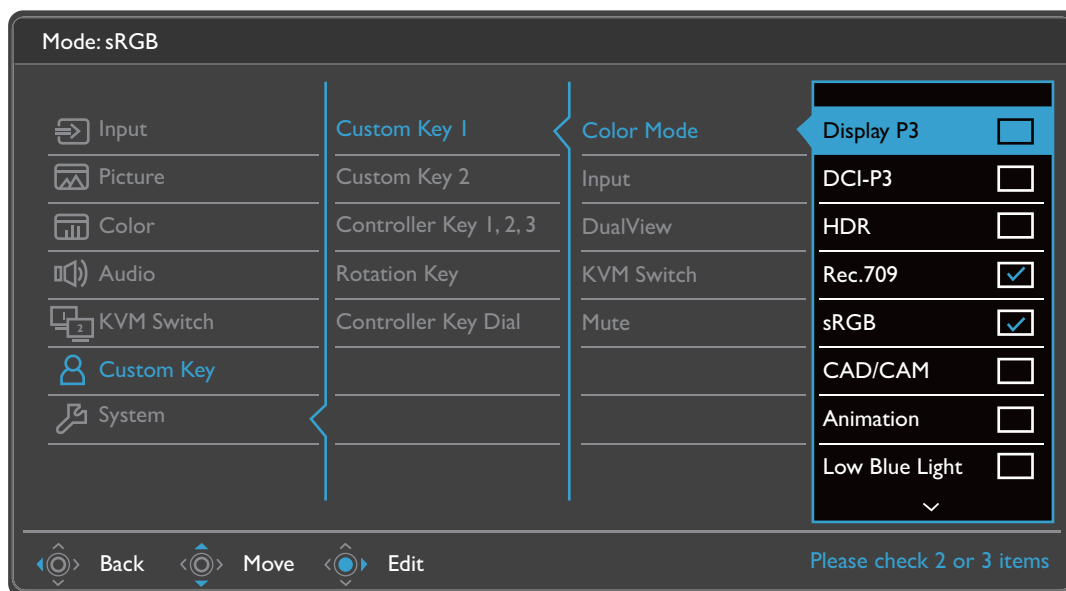 Mode: sRGB
Input
Picture
Color
Audio
KVM Switch
Custom Key
System
Custom Key 1
Custom Key 2
Controller Key 1, 2, 3
Rotation Key
Controller Key Dial
Color Mode
Input
DualView
KVM Switch
Mute
Display P3
DCI-P3
HDR
Rec.709
sRGB
CAD/CAM
Animation
Low Blue Light
Back Move Edit
Please check 2 or 3 items